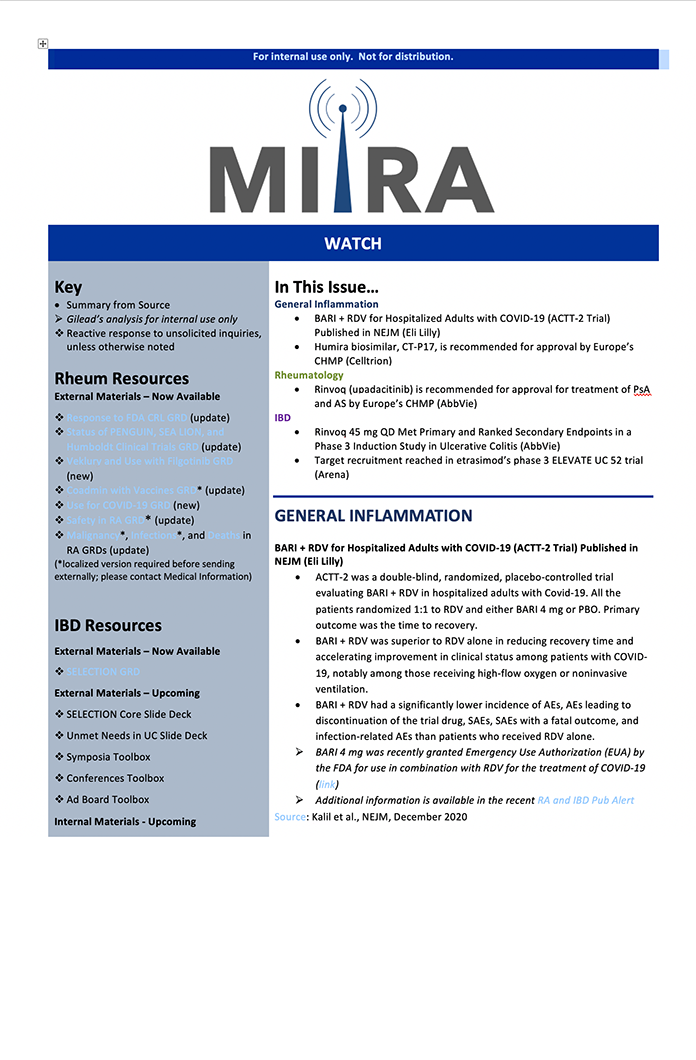 For internal use only.  Not for distribution.
MIRA
WATCH
Key
• Summary from Source
➢ Gilead's analysis for internal use only
❖ Reactive response to unsolicited inquiries,
unless otherwise noted
Rheum Resources
External Materials – Now Available
❖ Response to FDA CRL GRD (update)
❖ Status of PENGUIN, SEA LION, and
Humboldt Clinical Trials GRD (update)
❖ Veklury and Use with Filgotinib GRD
(new)
❖ Coadmin with Vaccines GRD* (update)
❖ Use for COVID-19 GRD (new)
❖ Safety in RA GRD* (update)
❖ Malignancy*, Infections*, and Deaths in
RA GRDs (update)
(*localized version required before sending
externally; please contact Medical Information)
IBD Resources
External Materials – Now Available
❖ SELECTION GRD
External Materials – Upcoming
❖ SELECTION Core Slide Deck
❖ Unmet Needs in UC Slide Deck
❖ Symposia Toolbox
❖ Conferences Toolbox
❖ Ad Board Toolbox
Internal Materials - Upcoming
In This Issue…
General Inflammation
• BARI + RDV for Hospitalized Adults with COVID-19 (ACTT-2 Trial)
Published in NEJM (Eli Lilly)
• Humira biosimilar, CT-P17, is recommended for approval by Europe's
CHMP (Celltrion)
Rheumatology
• Rinvoq (upadacitinib) is recommended for approval for treatment of PsA
and AS by Europe's CHMP (AbbVie)
IBD
• Rinvoq 45 mg QD Met Primary and Ranked Secondary Endpoints in a
Phase 3 Induction Study in Ulcerative Colitis (AbbVie)
• Target recruitment reached in etrasimod's phase 3 ELEVATE UC 52 trial
(Arena)
GENERAL INFLAMMATION
BARI + RDV for Hospitalized Adults with COVID-19 (ACTT-2 Trial) Published in
NEJM (Eli Lilly)
• ACTT-2 was a double-blind, randomized, placebo-controlled trial
evaluating BARI + RDV in hospitalized adults with Covid-19. All the
patients randomized 1:1 to RDV and either BARI 4 mg or PBO. Primary
outcome was the time to recovery.
• BARI + RDV was superior to RDV alone in reducing recovery time and
accelerating improvement in clinical status among patients with COVID-
19, notably among those receiving high-flow oxygen or noninvasive
ventilation.
• BARI + RDV had a significantly lower incidence of AEs, AEs leading to
discontinuation of the trial drug, SAEs, SAEs with a fatal outcome, and
infection-related AEs than patients who received RDV alone.
➢ BARI 4 mg was recently granted Emergency Use Authorization (EUA) by
the FDA for use in combination with RDV for the treatment of COVID-19
(link)
➢ Additional information is available in the recent RA and IBD Pub Alert
Source: Kalil et al., NEJM, December 2020